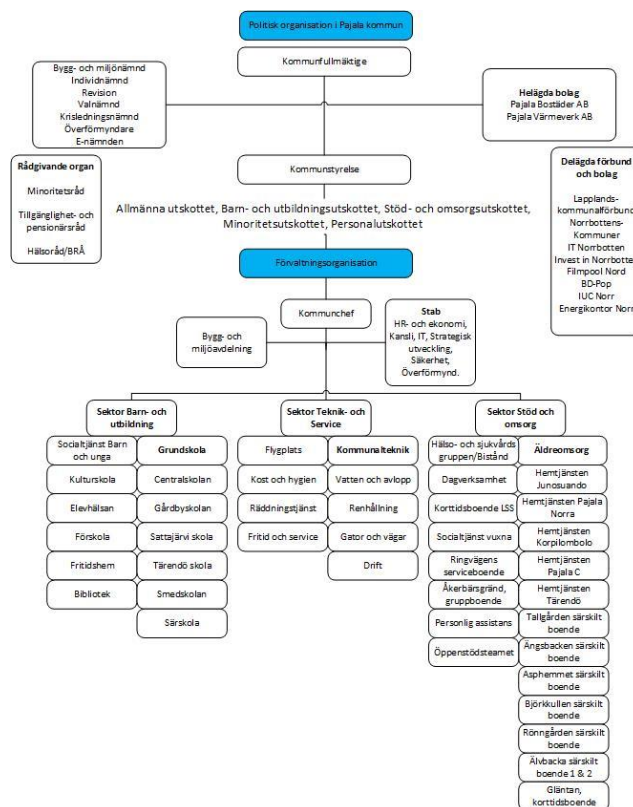 Politisk organisation i Pajala kommun
Kommunfullmäktige
Bygg- och miljönämnd
Individnämnd
Revision
Valnämnd
Krisledningsnämnd
Överförmyndare
E-nämnden
Helägda bolag
Pajala Bostäder AB
Pajala Värmeverk AB
Rådgivande organ
Minoritetsråd
Tillgänglighet- och
pensionärsråd
Hälsoråd/BRÅ
Kommunstyrelse
Delägda förbund
och bolag
Lapplands-
kommunalförbund
Norrbottens-
Kommuner
IT Norrbotten
Invest in Norrbotten
Filmpool Nord
BD-Pop
IUC Norr
Energikontor Norr
Allmänna utskottet, Barn- och utbildningsutskottet, Stöd- och omsorgsutskottet,
Minoritetsutskottet, Personalutskottet
Förvaltningsorganisation
Kommunchef
Bygg- och
miljöavdelning
Stab
HR- och ekonomi,
Kansli, IT, Strategisk
utveckling,
Säkerhet,
Överförmynd.
Sektor Barn- och
utbildning
Socialtjänst Barn
och unga
Kulturskola
Elevhälsan
Förskola
Fritidshem
Bibliotek
Grundskola
Centralskolan
Gårdbyskolan
Sattajärvi skola
Tärendö skola
Smedskolan
Särskola
Sektor Teknik- och
Service
Flygplats
Kost och hygien
Räddningstjänst
Fritid och service
Kommunalteknik
Vatten och avlopp
Renhållning
Gator och vägar
Drift
Sektor Stöd och
omsorg
Hälso- och sjukvårds
gruppen/Bistånd
Dagverksamhet
Korttidsboende LSS
Socialtjänst vuxna
Ringvägens
serviceboende
Åkerbärsgränd,
gruppboende
Personlig assistans
Öppenstödsteamet
Äldreomsorg
Hemtjänsten
Junosuando
Hemtjänsten Pajala
Norra
Hemtjänsten
Korpilombolo
Hemtjänsten
Pajala C
Hemtjänsten
Tärendö
Tallgården särskilt
boende
Ängsbacken särskilt
boende
Asphemmet särskilt
boende
Björkkullen särskilt
boende
Rönngården särskilt
boende
Älvbacka särskilt
boende 1 & 2
Gläntan,
korttidsboende